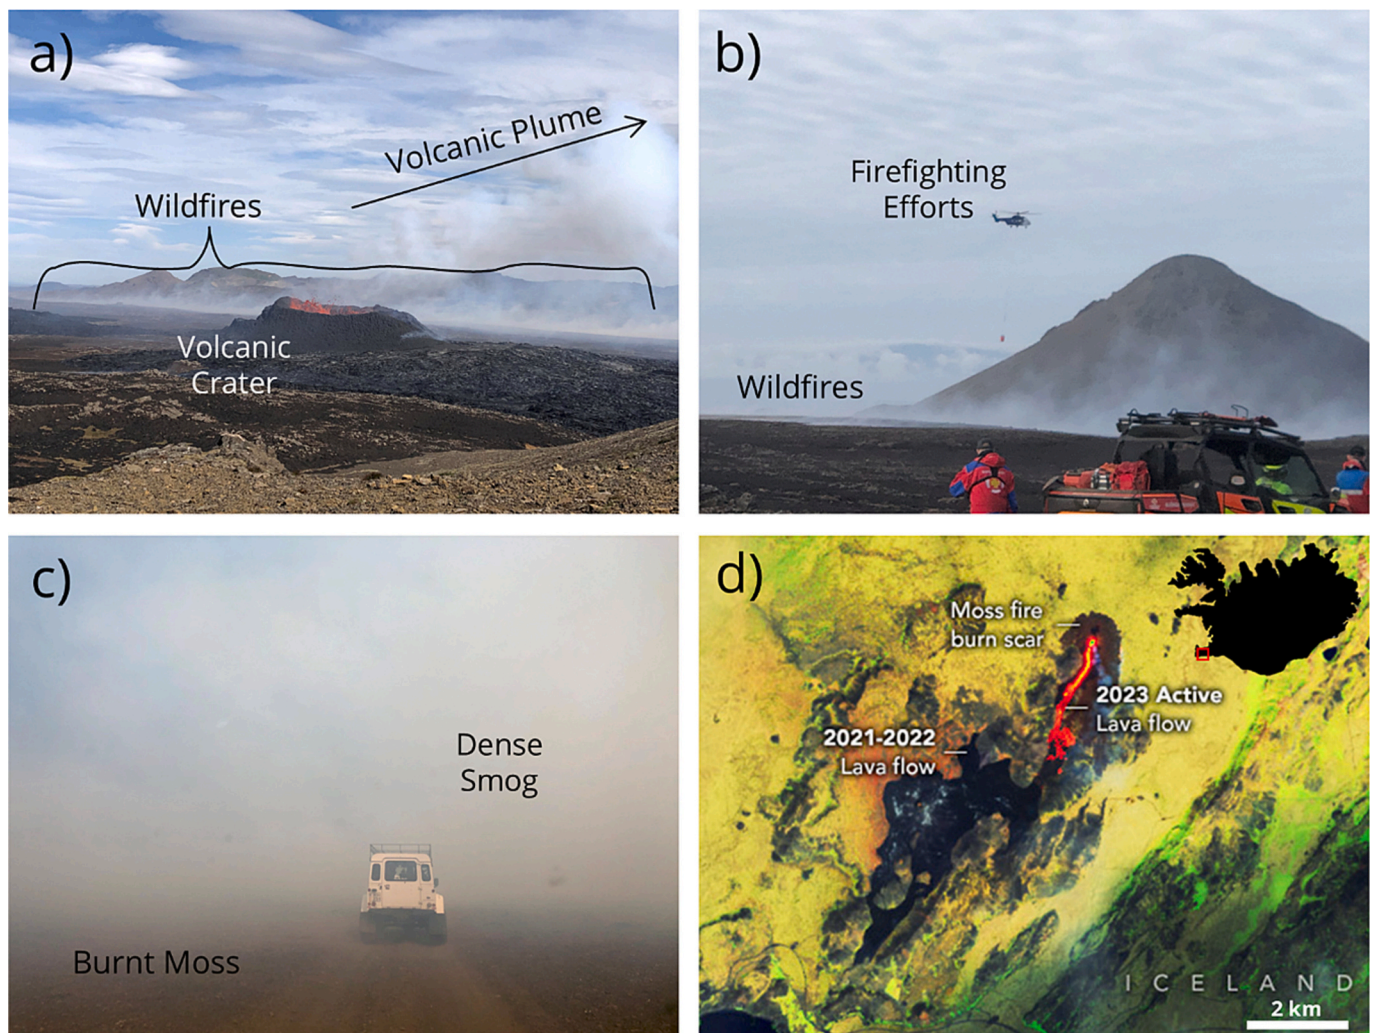 a)
Volcanic Plume
Wildfires
Volcanic
Crater
b)
Firefighting
Efforts
Wildfires
c)
Dense
Smog
Burnt Moss
d)
Moss fire
burn scar
2023 Active
Lava flow
2021-2022
Lava flow
ICELAND
2 km